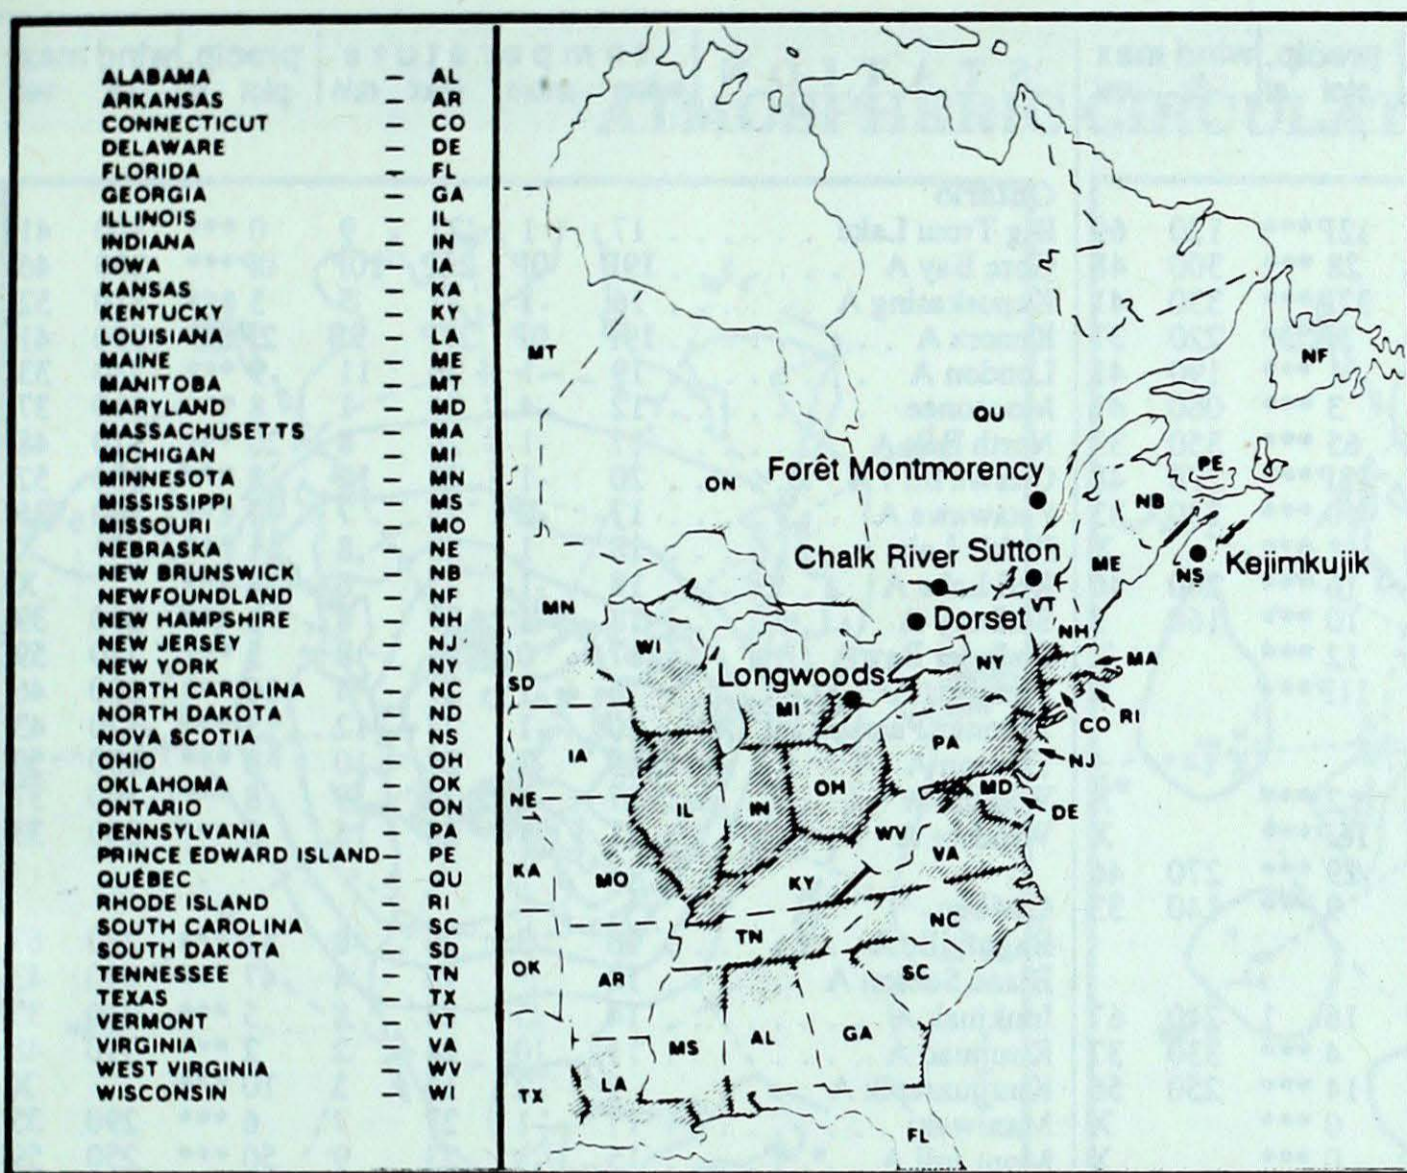 ALABAMA – AL
ARKANSAS – AR
CONNECTICUT – CO
DELAWARE – DE
FLORIDA – FL
GEORGIA – GA
ILLINOIS – IL
INDIANA – IN
IOWA – IA
KANSAS – KA
KENTUCKY – KY
LOUISIANA – LA
MAINE – ME
MANITOBA – MT
MARYLAND – MD
MASSACHUSETTS – MA
MICHIGAN – MI
MINNESOTA – MN
MISSISSIPPI – MS
MISSOURI – MO
NEBRASKA – NE
NEW BRUNSWICK – NB
NEWFOUNDLAND – NF
NEW HAMPSHIRE – NH
NEW JERSEY – NJ
NEW YORK – NY
NORTH CAROLINA – NC
NORTH DAKOTA – ND
NOVA SCOTIA – NS
OHIO – OH
OKLAHOMA – OK
ONTARIO – ON
PENNSYLVANIA – PA
PRINCE EDWARD ISLAND – PE
QUÉBEC – QU
RHODE ISLAND – RI
SOUTH CAROLINA – SC
SOUTH DAKOTA – SD
TENNESSEE – TN
TEXAS – TX
VERMONT – VT
VIRGINIA – VA
WEST VIRGINIA – WV
WISCONSIN – WI
MT
NF
QU
Forêt Montmorency
PE
ON
NB
Chalk River
Sutton
ME
NS
Kejimkujik
MN
VT
Dorset
NH
WI
NY
MA
SD
Longwoods
MI
CO
RI
IA
PA
NJ
NE
IL
IN
OH
MD
DE
WV
VA
KA
MO
KY
NC
TN
OK
AR
SC
MS
AL
GA
TX
LA
FL